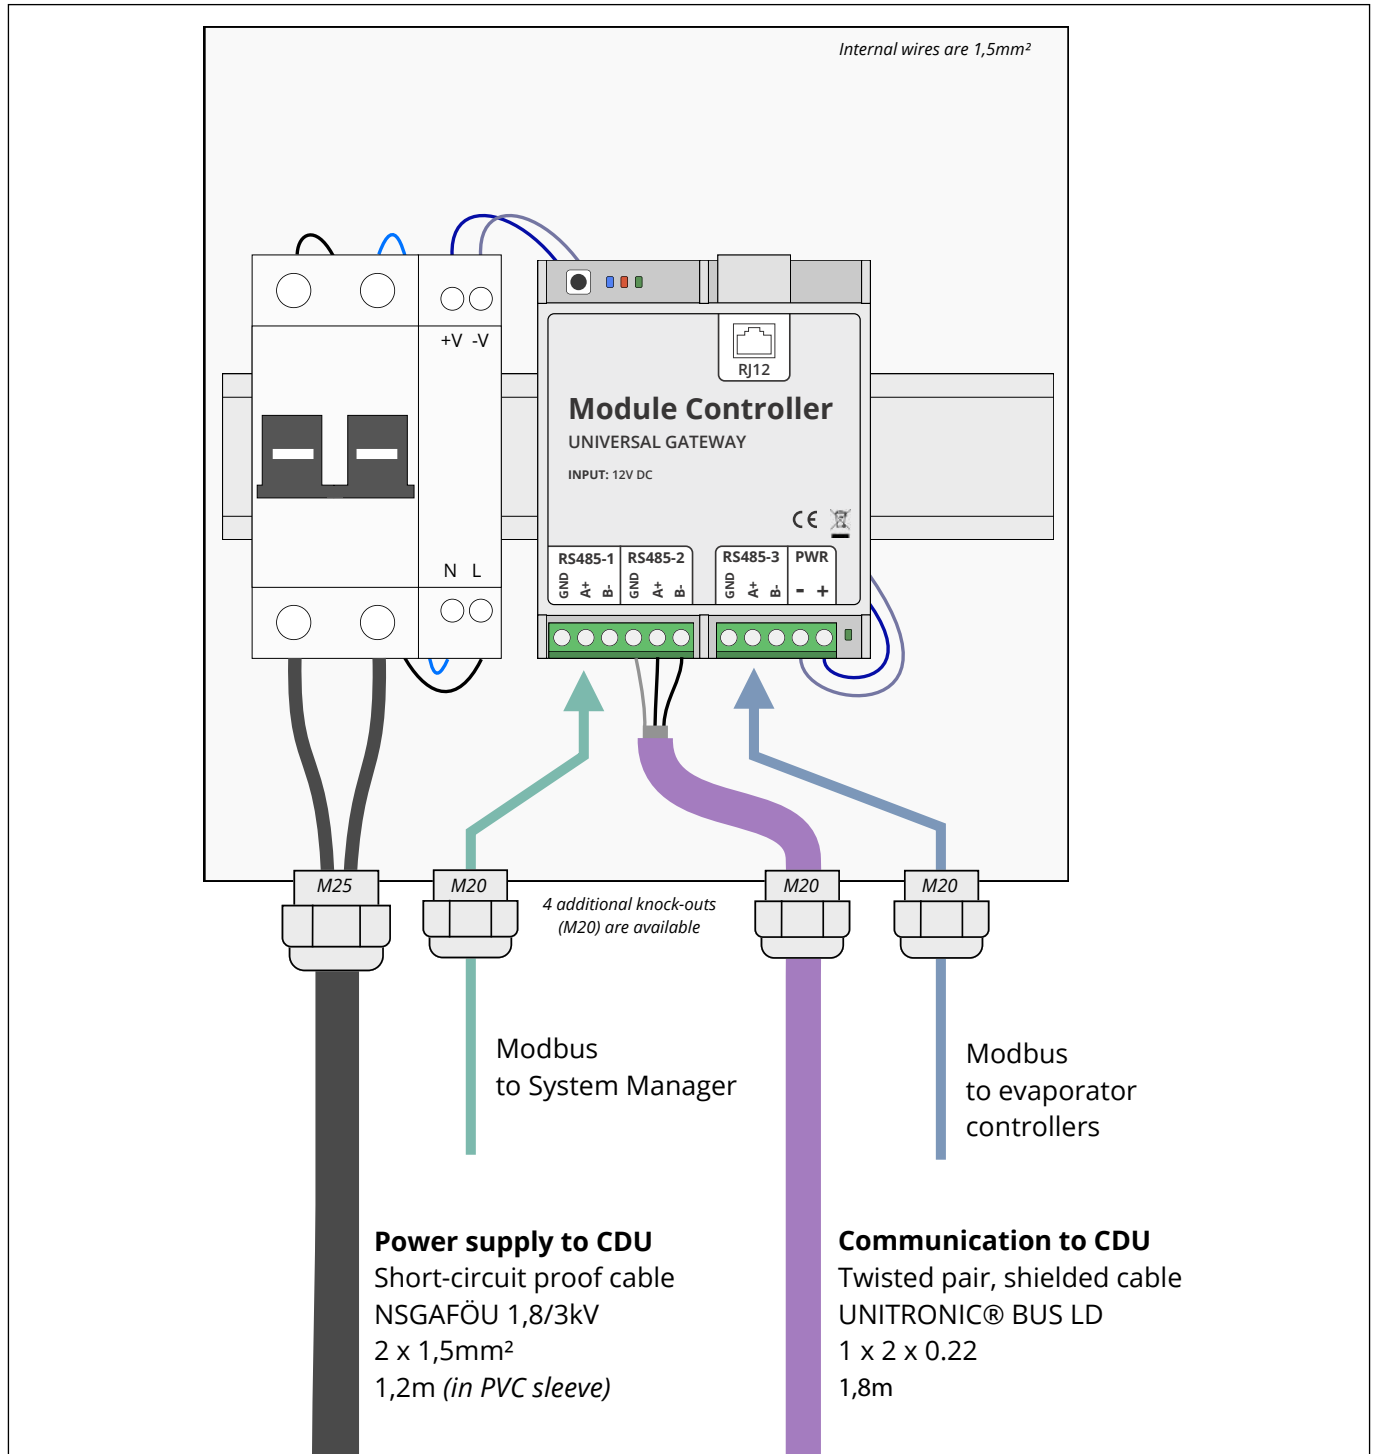 Internal wires are 1,5mm²
+V -V
RJ12
Module Controller
UNIVERSAL GATEWAY
INPUT: 12V DC
CE
N L
RS485-1 RS485-2 RS485-3 PWR
GND A+ B- GND A+ B- GND A+ B- - +
M25 M20 M20 M20
4 additional knock-outs
(M20) are available
Modbus
to System Manager
Modbus
to evaporator
controllers
Power supply to CDU
Short-circuit proof cable
NSGAFÖU 1,8/3kV
2 x 1,5mm²
1,2m (in PVC sleeve)
Communication to CDU
Twisted pair, shielded cable
UNITRONIC® BUS LD
1 x 2 x 0.22
1,8m